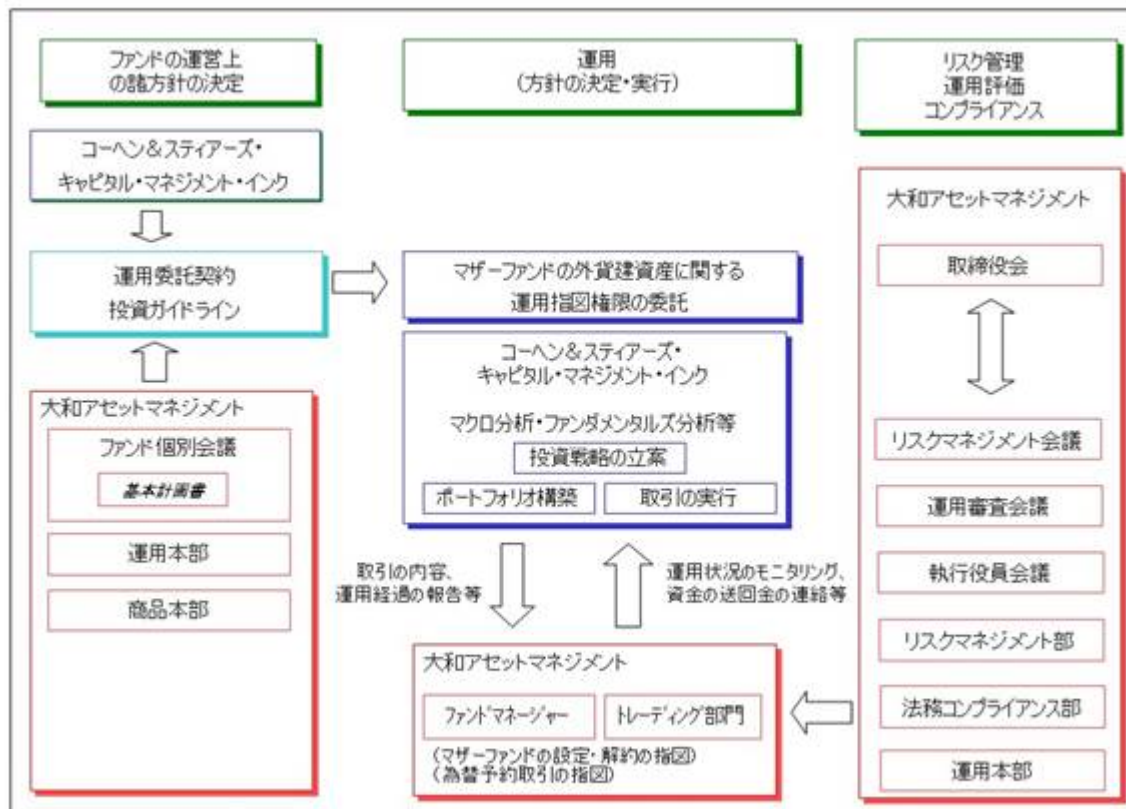 ファンドの運営上
の諸方針の決定
運用
(方針の決定・実行)
リスク管理
運用評価
コンプライアンス
コーヘン&スティアーズ・
キャピタル・マネジメント・インク
運用委託契約
投資ガイドライン
大和アセットマネジメント
ファンド個別会議
基本計画書
運用本部
商品本部
マザーファンドの外貨建資産に関する
運用指図権限の委託
コーヘン&スティアーズ・
キャピタル・マネジメント・インク
マクロ分析・ファンダメンタルズ分析等
投資戦略の立案
ポートフォリオ構築
取引の実行
取引の内容、
運用経過の報告等
運用状況のモニタリング、
資金の送回金の連絡等
大和アセットマネジメント
ファンドマネージャー
トレーディング部門
(マザーファンドの設定・解約の指図)
(為替予約取引の指図)
大和アセットマネジメント
取締役会
リスクマネジメント会議
運用審査会議
執行役員会議
リスクマネジメント部
法務コンプライアンス部
運用本部